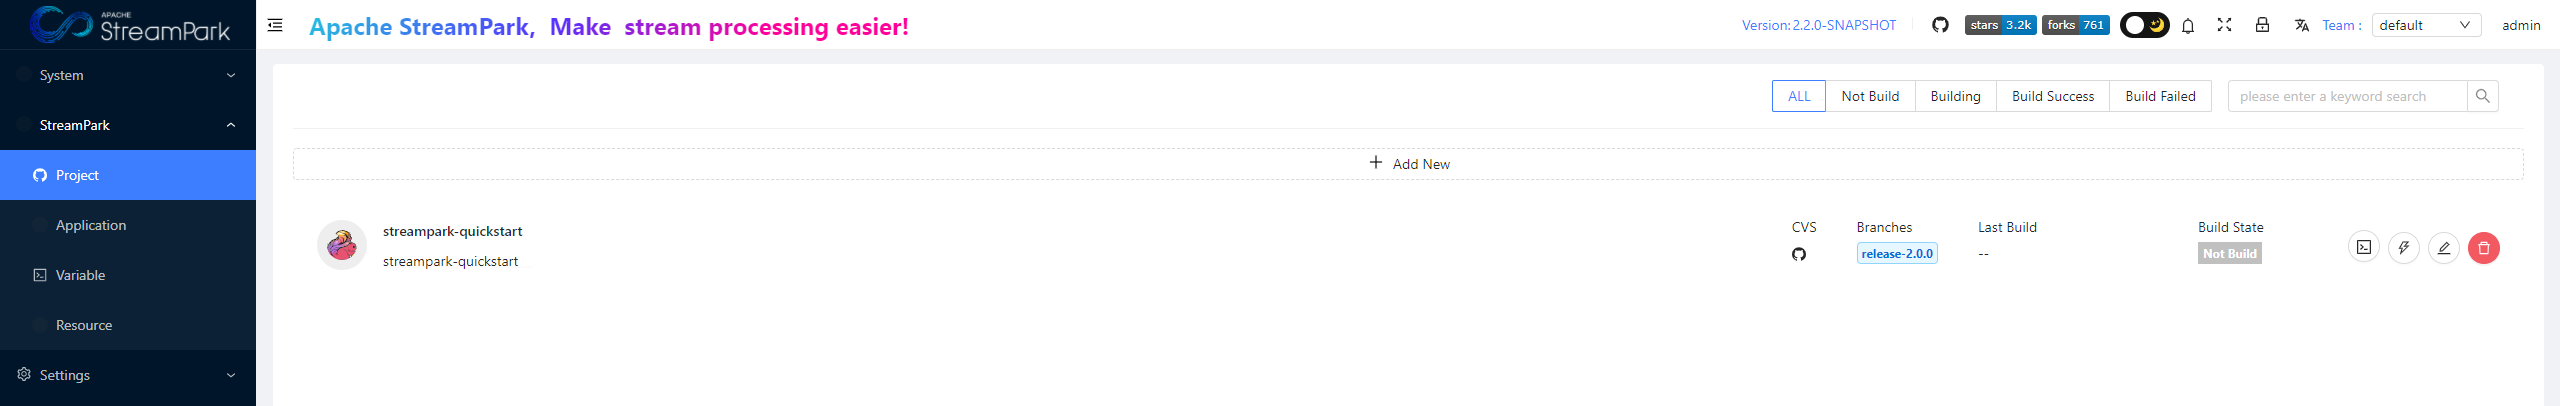 APACHE
StreamPark
Apache StreamPark, Make stream processing easier!
Version: 2.2.0-SNAPSHOT
stars 3.2k
forks 761
Team :
default
admin
System
StreamPark
Project
Application
Variable
Resource
Settings
ALL
Not Build
Building
Build Success
Build Failed
please enter a keyword search
Add New
streampark-quickstart
streampark-quickstart
CVS
Branches
release-2.0.0
Last Build
--
Build State
Not Build